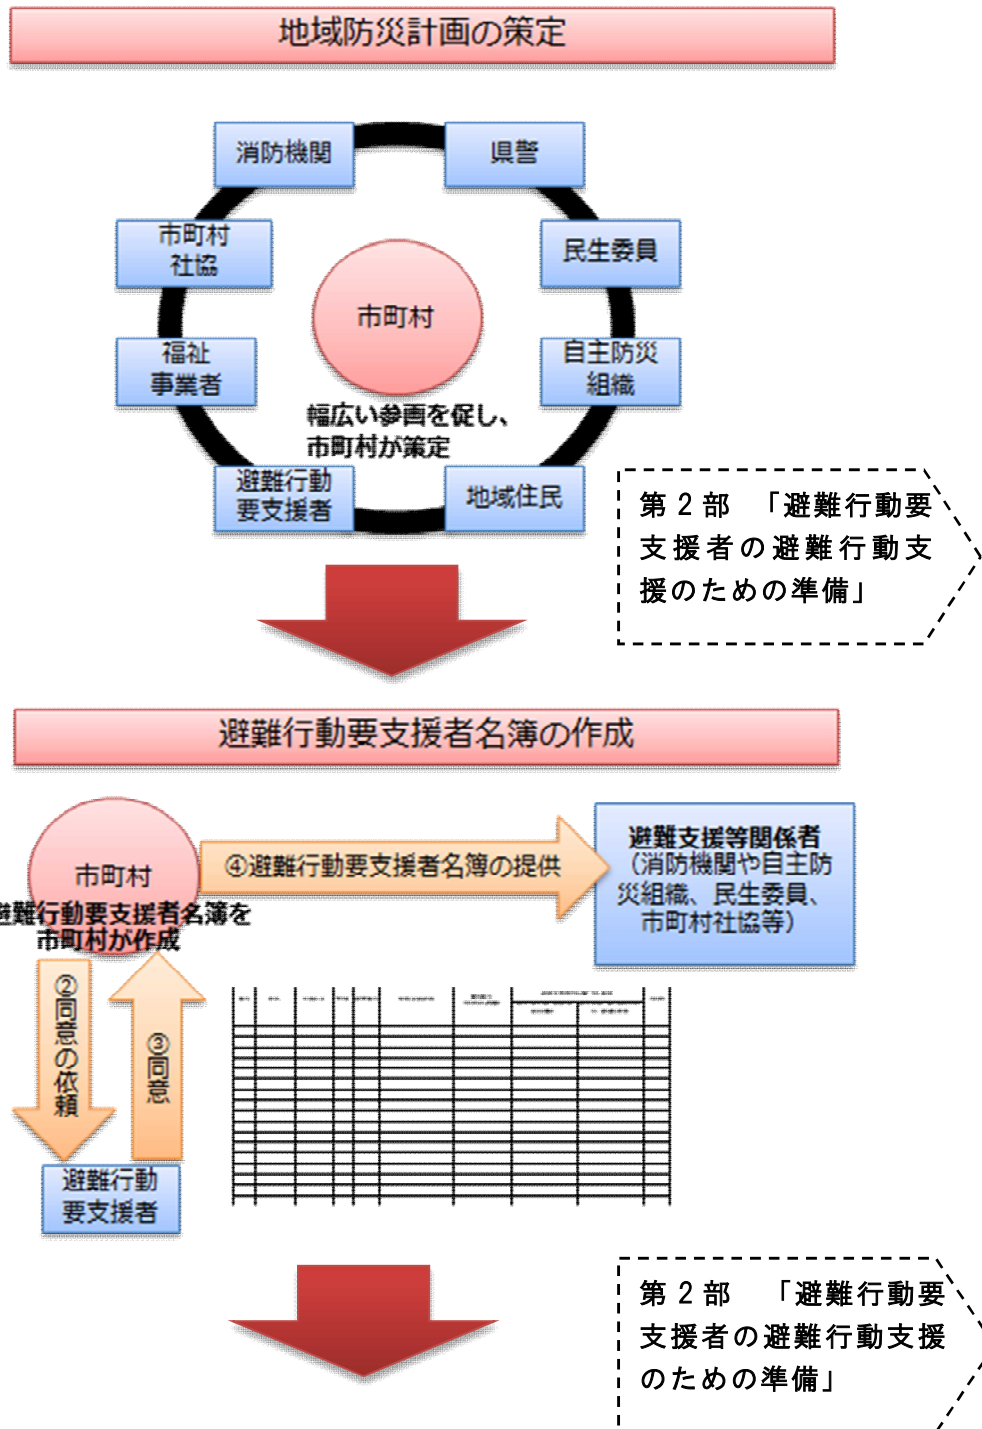 地域防災計画の策定
消防機関
県警
市町村
社協
民生委員
市町村
福祉
事業者
自主防災
組織
幅広い参画を促し、
市町村が策定
避難行動
要支援者
地域住民
第２部　「避難行動要
支援者の避難行動支
援のための準備」
避難行動要支援者名簿の作成
市町村
避難行動要支援者名簿を
市町村が作成
④避難行動要支援者名簿の提供
避難支援等関係者
（消防機関や自主防
災組織、民生委員、
市町村社協等）
②同意の依頼
③同意
避難行動
要支援者
第２部　「避難行動要
支援者の避難行動支援
のための準備」